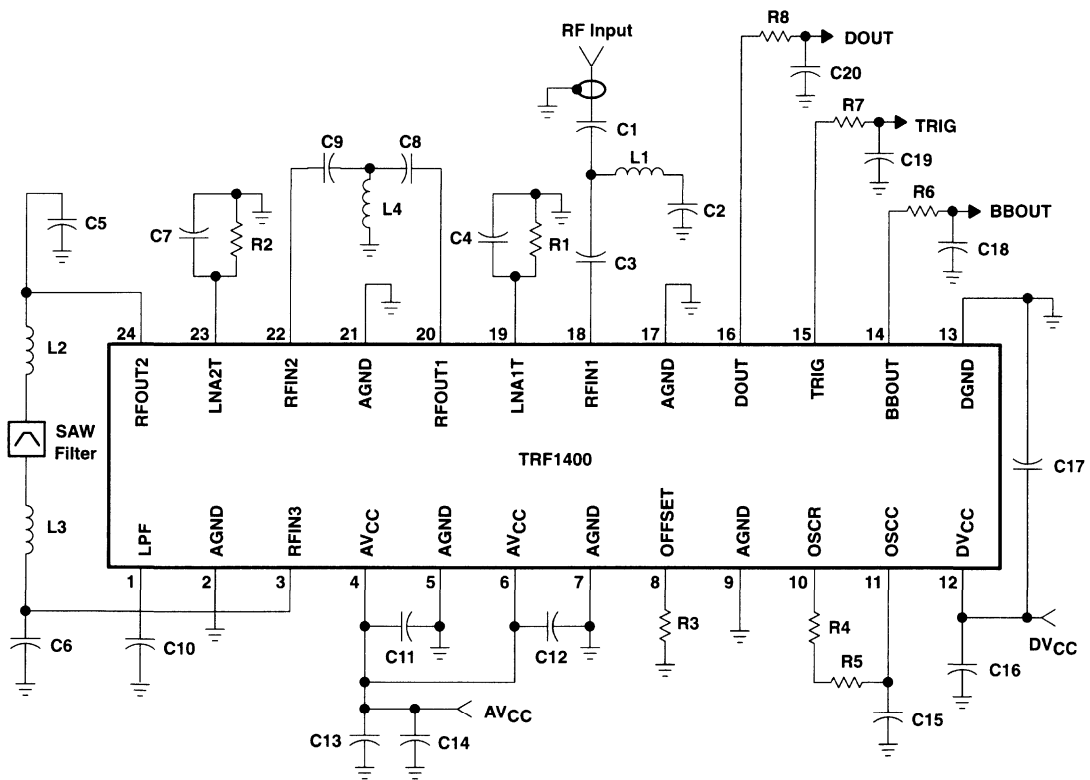 RF Input
R8
DOUT
C20
R7
TRIG
C19
C1
C9
C8
L1
R6
BBOUT
C18
C5
C7
R2
L4
C4
R1
C2
C3
24
23
22
21
20
19
18
17
16
15
14
13
L2
RFOUT2
LNA2T
RFIN2
AGND
RFOUT1
LNA1T
RFIN1
AGND
DOUT
TRIG
BBOUT
DGND
SAW
Filter
TRF1400
C17
L3
LPF
AGND
RFIN3
AVCC
AGND
AVCC
AGND
OFFSET
AGND
OSCR
OSCC
DVCC
1
2
3
4
5
6
7
8
9
10
11
12
C6
C10
C11
C12
R3
R4
R5
C16
DVCC
C13
C14
AVCC
C15